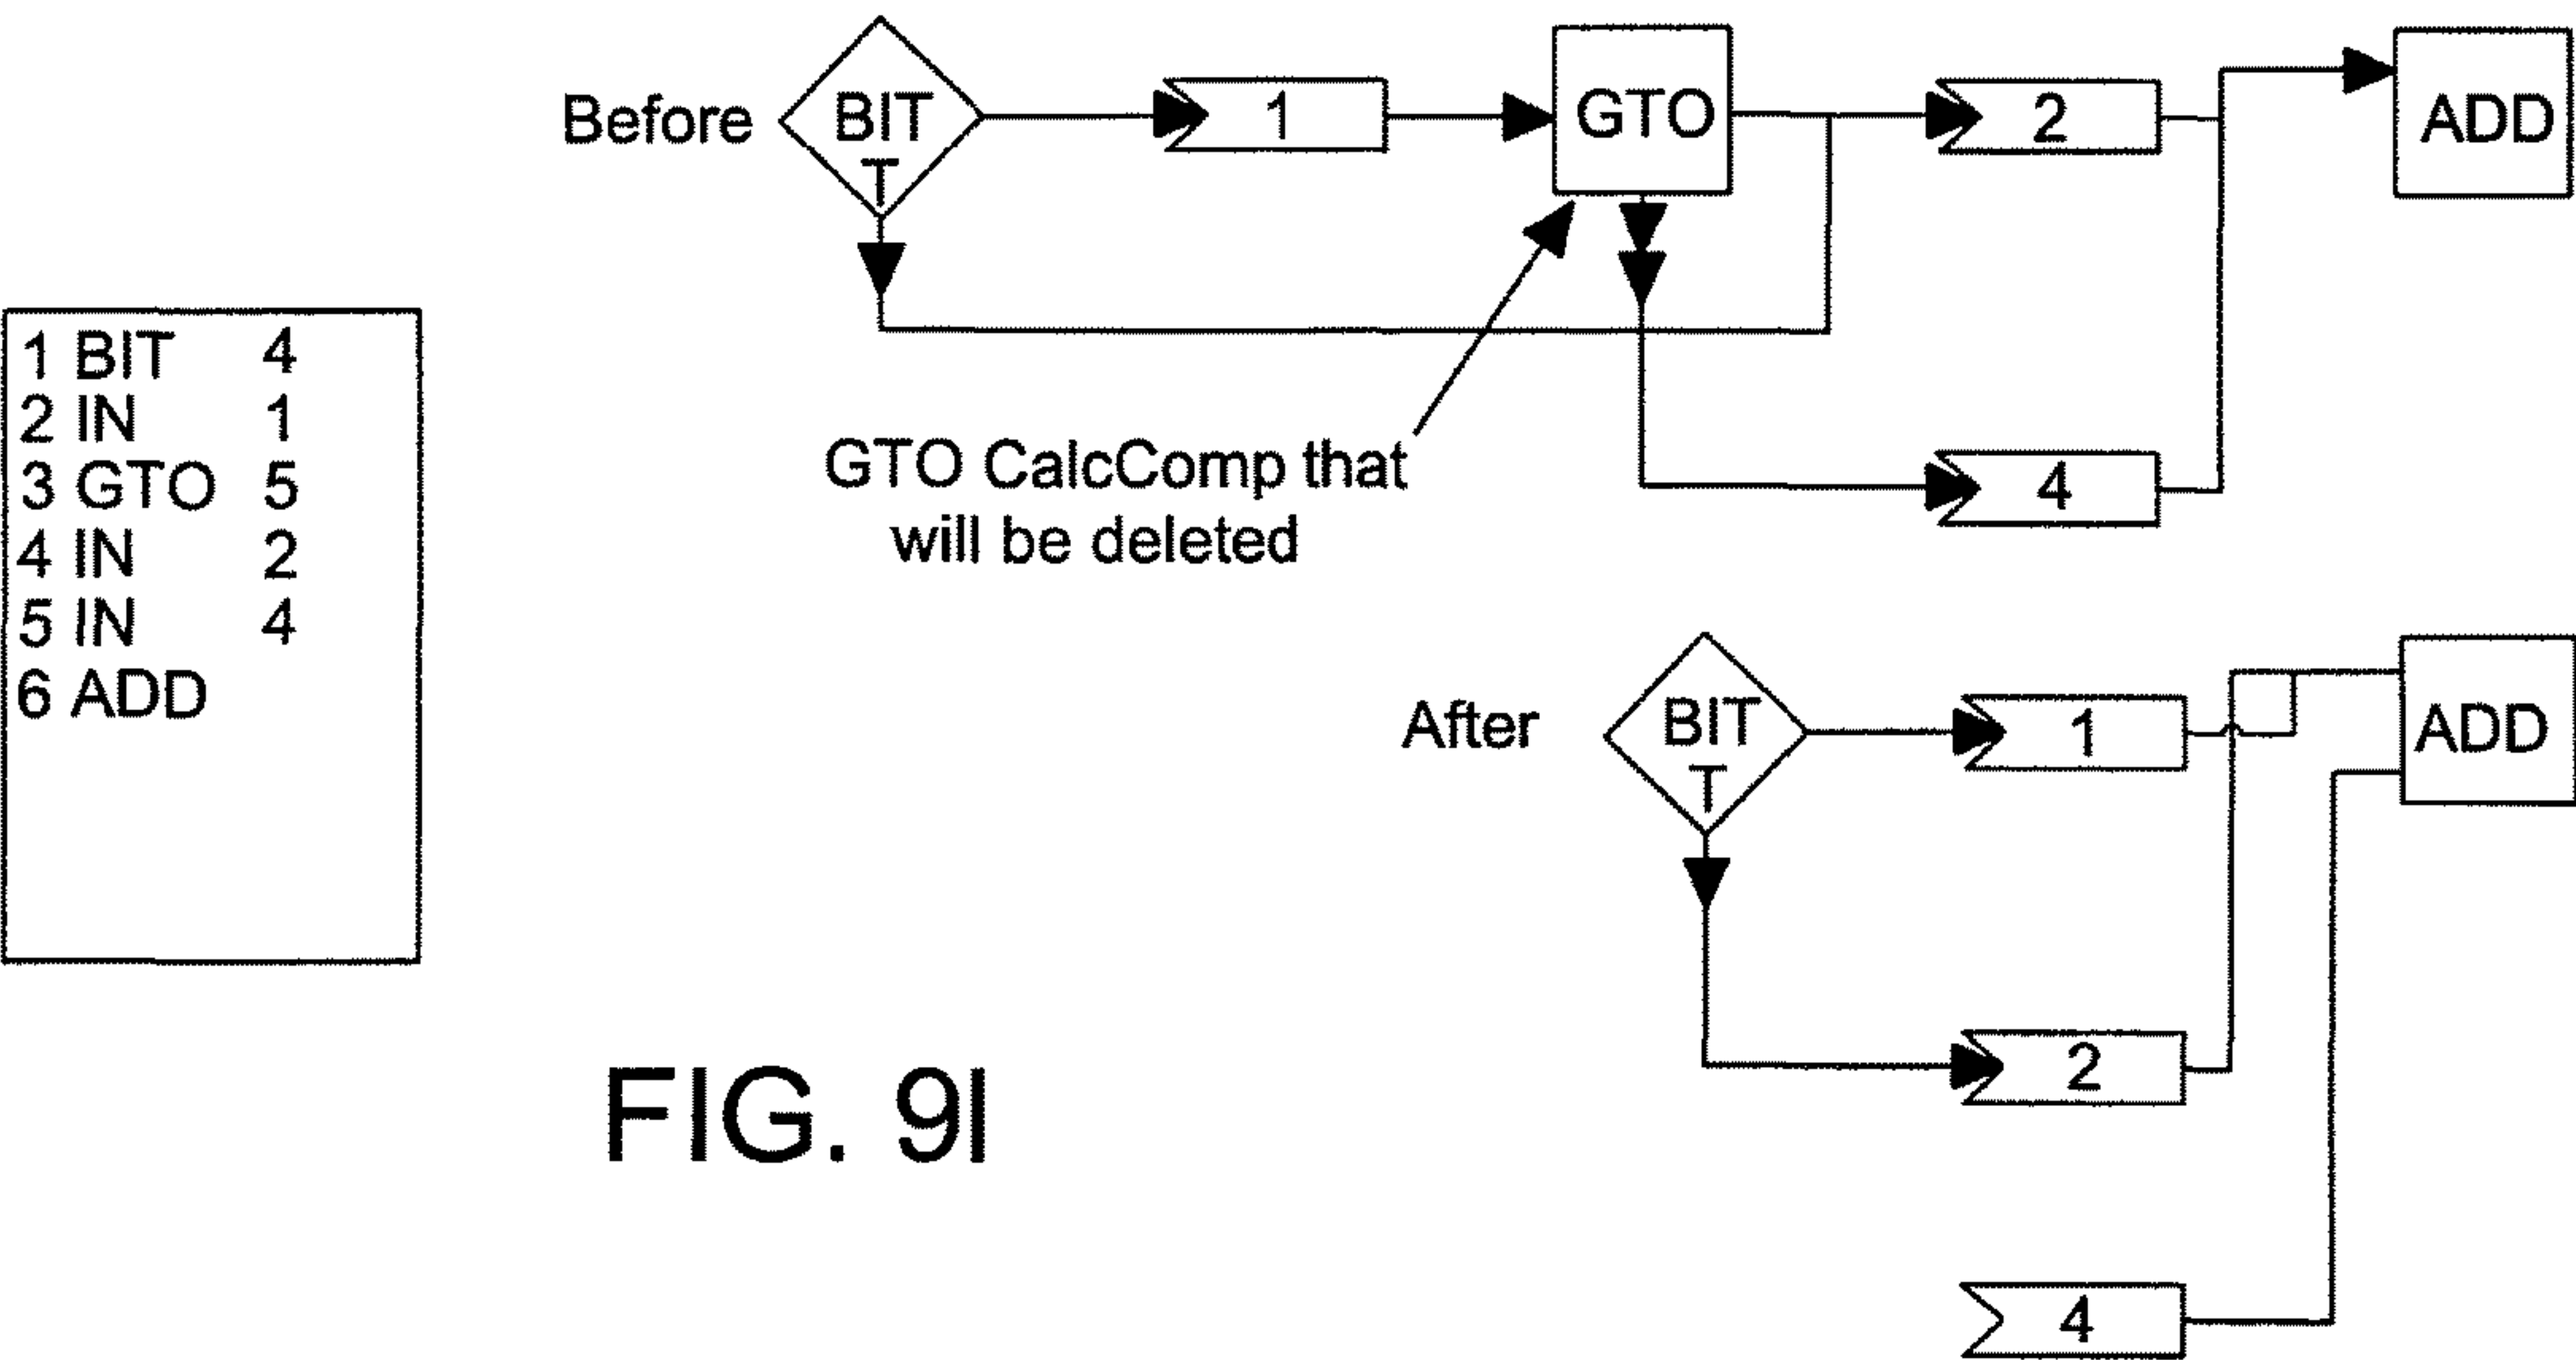 Before
BIT
T
1
GTO
2
ADD
4
GTO CalcComp that
will be deleted
1 BIT 4
2 IN 1
3 GTO 5
4 IN 2
5 IN 4
6 ADD
After
BIT
T
1
ADD
2
4
FIG. 9I